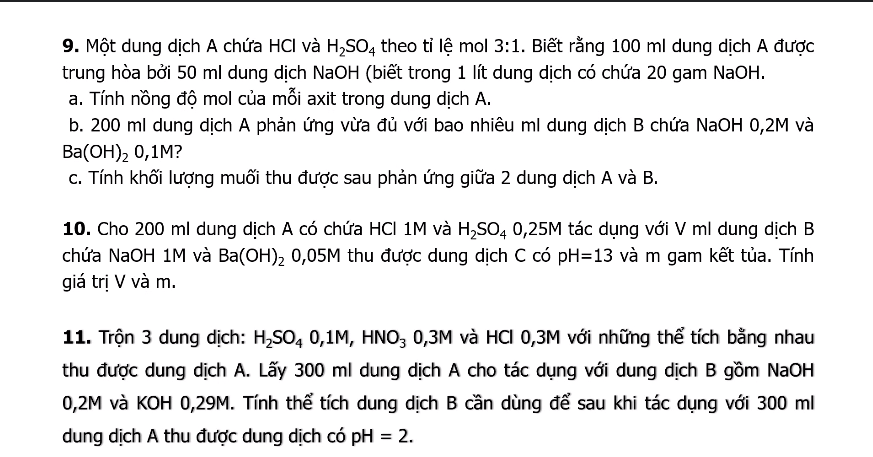 9. Một dung dịch A chứa HCl và H₂SO₄ theo tỉ lệ mol 3:1. Biết rằng 100 ml dung dịch A được
trung hòa bởi 50 ml dung dịch NaOH (biết trong 1 lít dung dịch có chứa 20 gam NaOH.
a. Tính nồng độ mol của mỗi axit trong dung dịch A.
b. 200 ml dung dịch A phản ứng vừa đủ với bao nhiêu ml dung dịch B chứa NaOH 0,2M và
Ba(OH)₂ 0,1M?
c. Tính khối lượng muối thu được sau phản ứng giữa 2 dung dịch A và B.
10. Cho 200 ml dung dịch A có chứa HCl 1M và H₂SO₄ 0,25M tác dụng với V ml dung dịch B
chứa NaOH 1M và Ba(OH)₂ 0,05M thu được dung dịch C có pH=13 và m gam kết tủa. Tính
giá trị V và m.
11. Trộn 3 dung dịch: H₂SO₄ 0,1M, HNO₃ 0,3M và HCl 0,3M với những thể tích bằng nhau
thu được dung dịch A. Lấy 300 ml dung dịch A cho tác dụng với dung dịch B gồm NaOH
0,2M và KOH 0,29M. Tính thể tích dung dịch B cần dùng để sau khi tác dụng với 300 ml
dung dịch A thu được dung dịch có pH = 2.